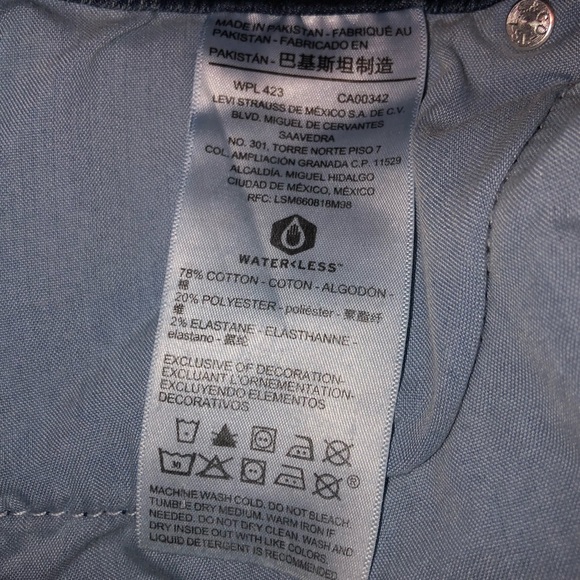 MADE IN PAKISTAN - FABRIQUÉ AU
PAKISTAN - FABRICADO EN
PAKISTÁN - 巴基斯坦制造
WPL 423 CA00342
LEVI STRAUSS DE MÉXICO S.A. DE C.V.
BLVD. MIGUEL DE CERVANTES
SAAVEDRA
NO. 301, TORRE NORTE PISO 7
COL. AMPLIACIÓN GRANADA C.P. 11529
ALCALDÍA. MIGUEL HIDALGO
CIUDAD DE MÉXICO, MÉXICO
RFC: LSM660818M98
WATER<LESS™
78% COTTON - COTON - ALGODÓN -
棉
20% POLYESTER - poliéster - 聚酯纤
维
2% ELASTANE - ELASTHANNE -
elastano - 氨纶
EXCLUSIVE OF DECORATION-
EXCLUANT L'ORNEMENTATION-
EXCLUYENDO ELEMENTOS
DECORATIVOS
30 ®
MACHINE WASH COLD. DO NOT BLEACH.
TUMBLE DRY MEDIUM. WARM IRON IF
NEEDED. DO NOT DRY CLEAN. WASH AND
DRY INSIDE OUT WITH LIKE COLORS.
LIQUID DETERGENT IS RECOMMENDED